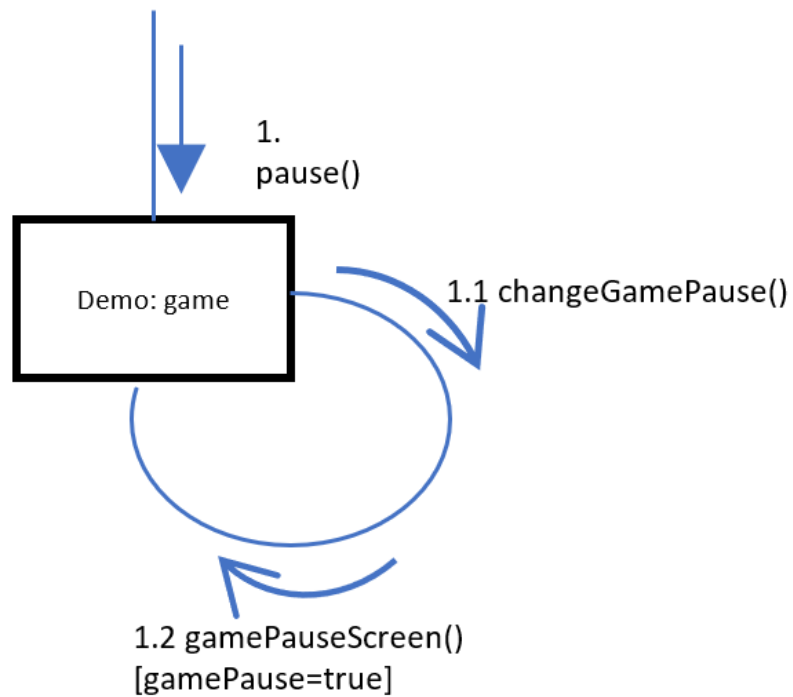 1.
pause()
Demo: game
1.1 changeGamePause()
1.2 gamePauseScreen()
[gamePause=true]